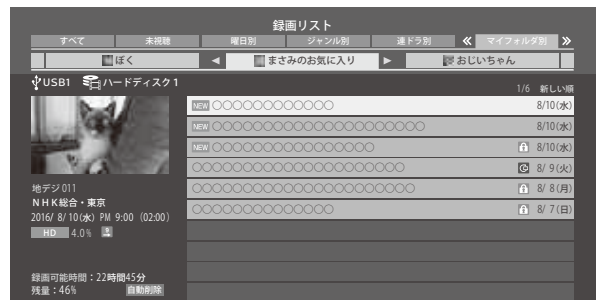 録画リスト
すべて 未視聴 曜日別 ジャンル別 連ドラ別 ≪ マイフォルダ別 ≫
ぼく ◀ まさみのお気に入り ▶ おじいちゃん
USB1 ハードディスク1
1/6 新しい順
NEW ○○○○○○○○○○○○ 8/10(水)
NEW ○○○○○○○○○○○○○○○○○○○○○ 8/10(水)
NEW ○○○○○○○○○○○○○○○○○○ 8/10(水)
○○○○○○○○○○○○○○○○○○○○○ 8/ 9(火)
○○○○○○○○○○○○○○○○○○○○○○ 8/ 8(月)
○○○○○○○○○○○○○○ 8/ 7(日)
地デジ011
NHK総合・東京
2016/ 8/10(水) PM 9:00 (02:00)
HD 4.0%
録画可能時間:22時間45分
残量:46% 自動削除